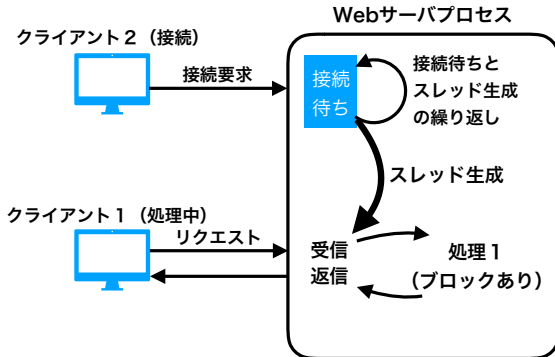 Webサーバプロセス
クライアント２（接続）
接続要求
接続
待ち
接続待ちと
スレッド生成
の繰り返し
スレッド生成
クライアント１（処理中）
リクエスト
受信
返信
処理１
（ブロックあり）